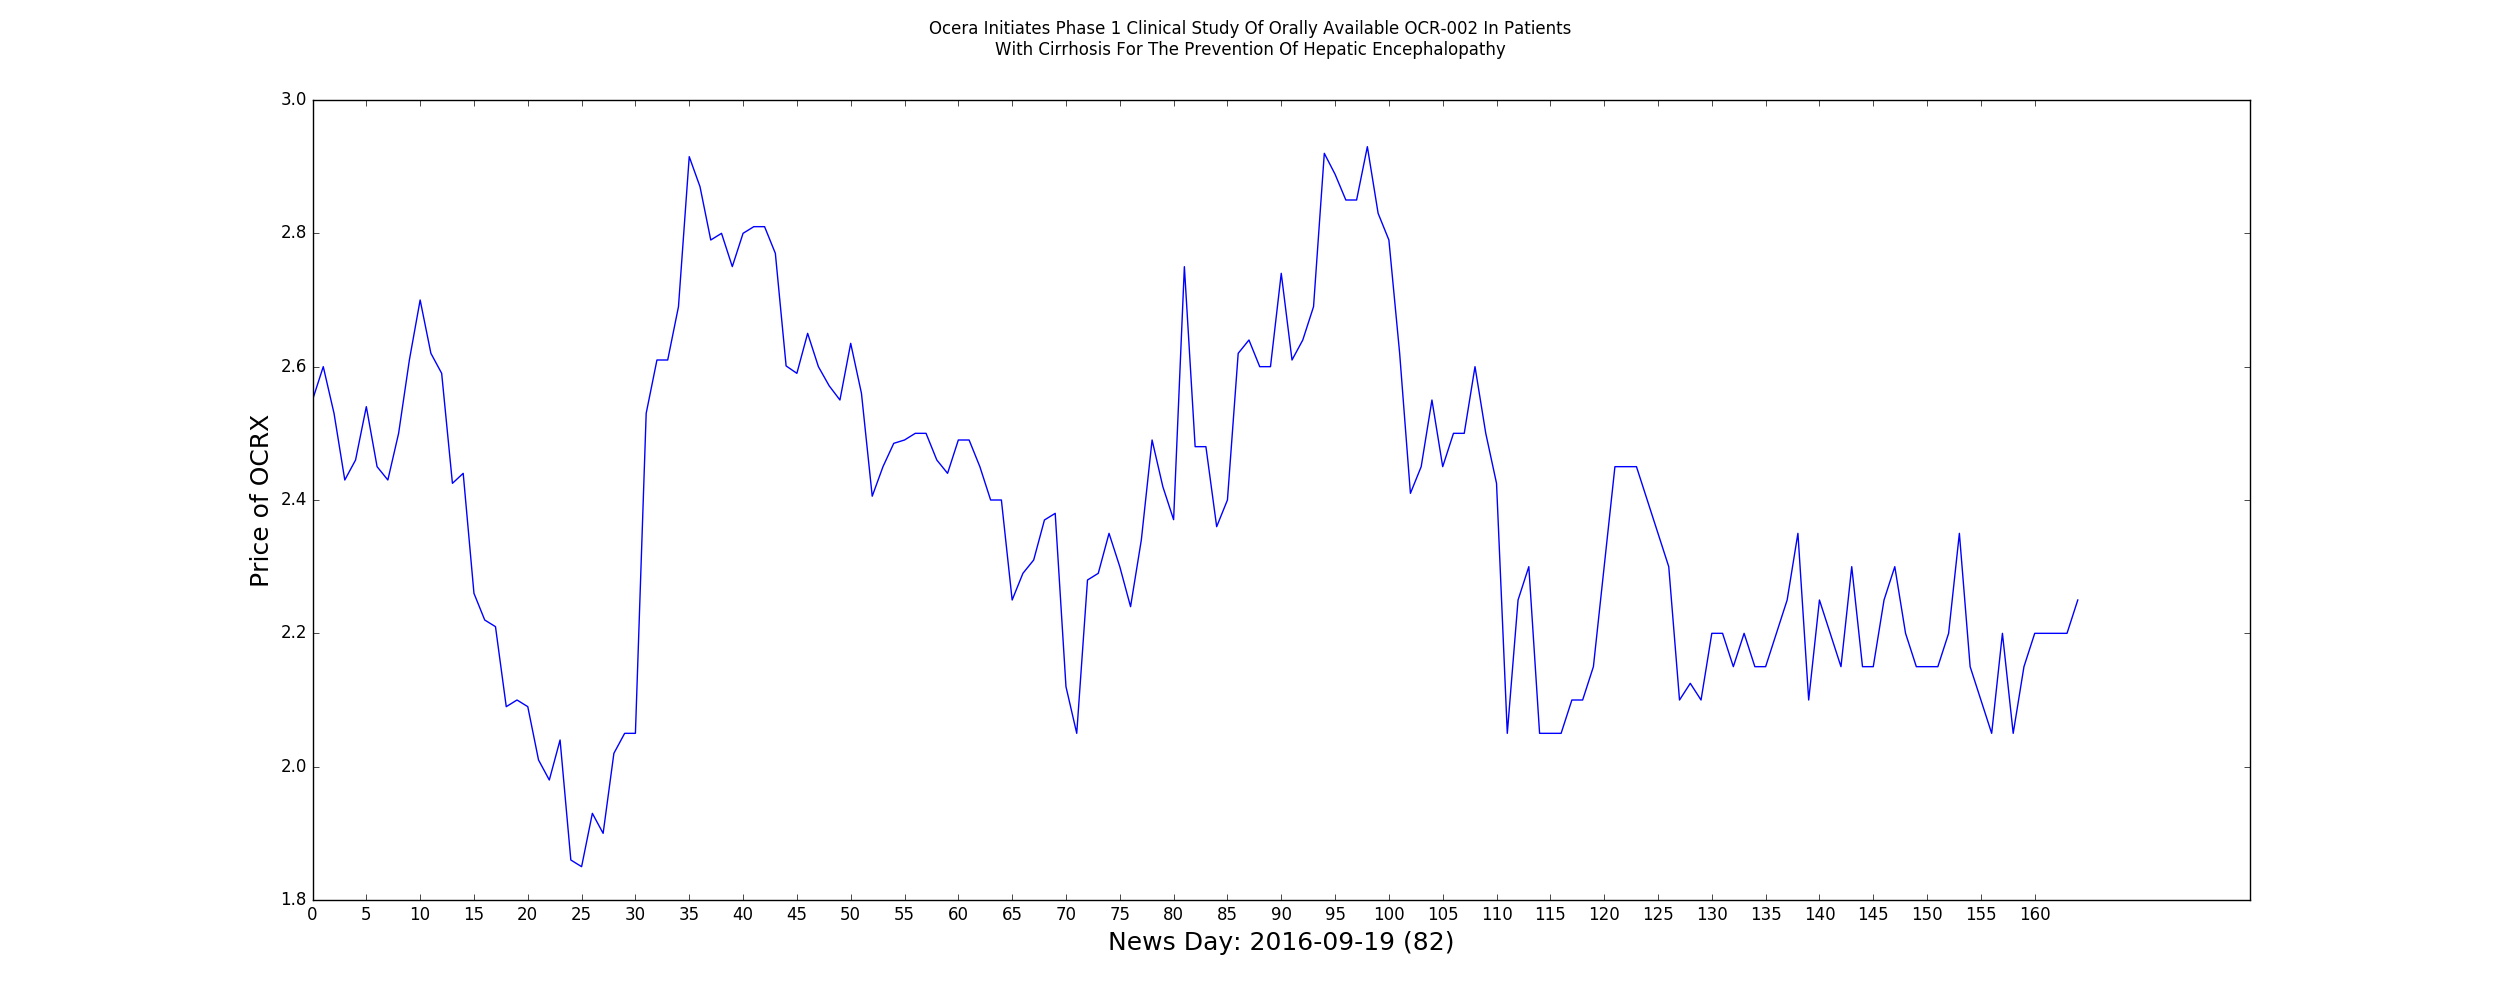 Ocera Initiates Phase 1 Clinical Study Of Orally Available OCR-002 In Patients
With Cirrhosis For The Prevention Of Hepatic Encephalopathy
3.0
2.8
2.6
2.4
2.2
2.0
1.8
Price of OCRX
0 5 10 15 20 25 30 35 40 45 50 55 60 65 70 75 80 85 90 95 100 105 110 115 120 125 130 135 140 145 150 155 160
News Day: 2016-09-19 (82)